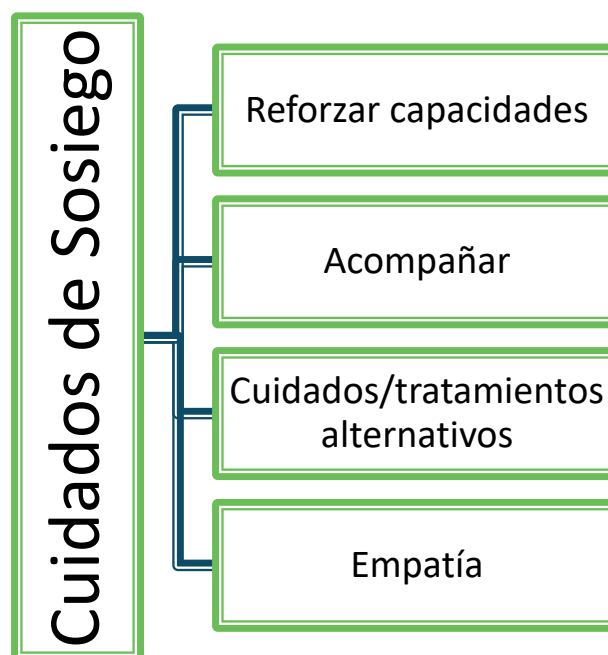 Cuidados de Sosiego
Reforzar capacidades
Acompañar
Cuidados/tratamientos
alternativos
Empatía